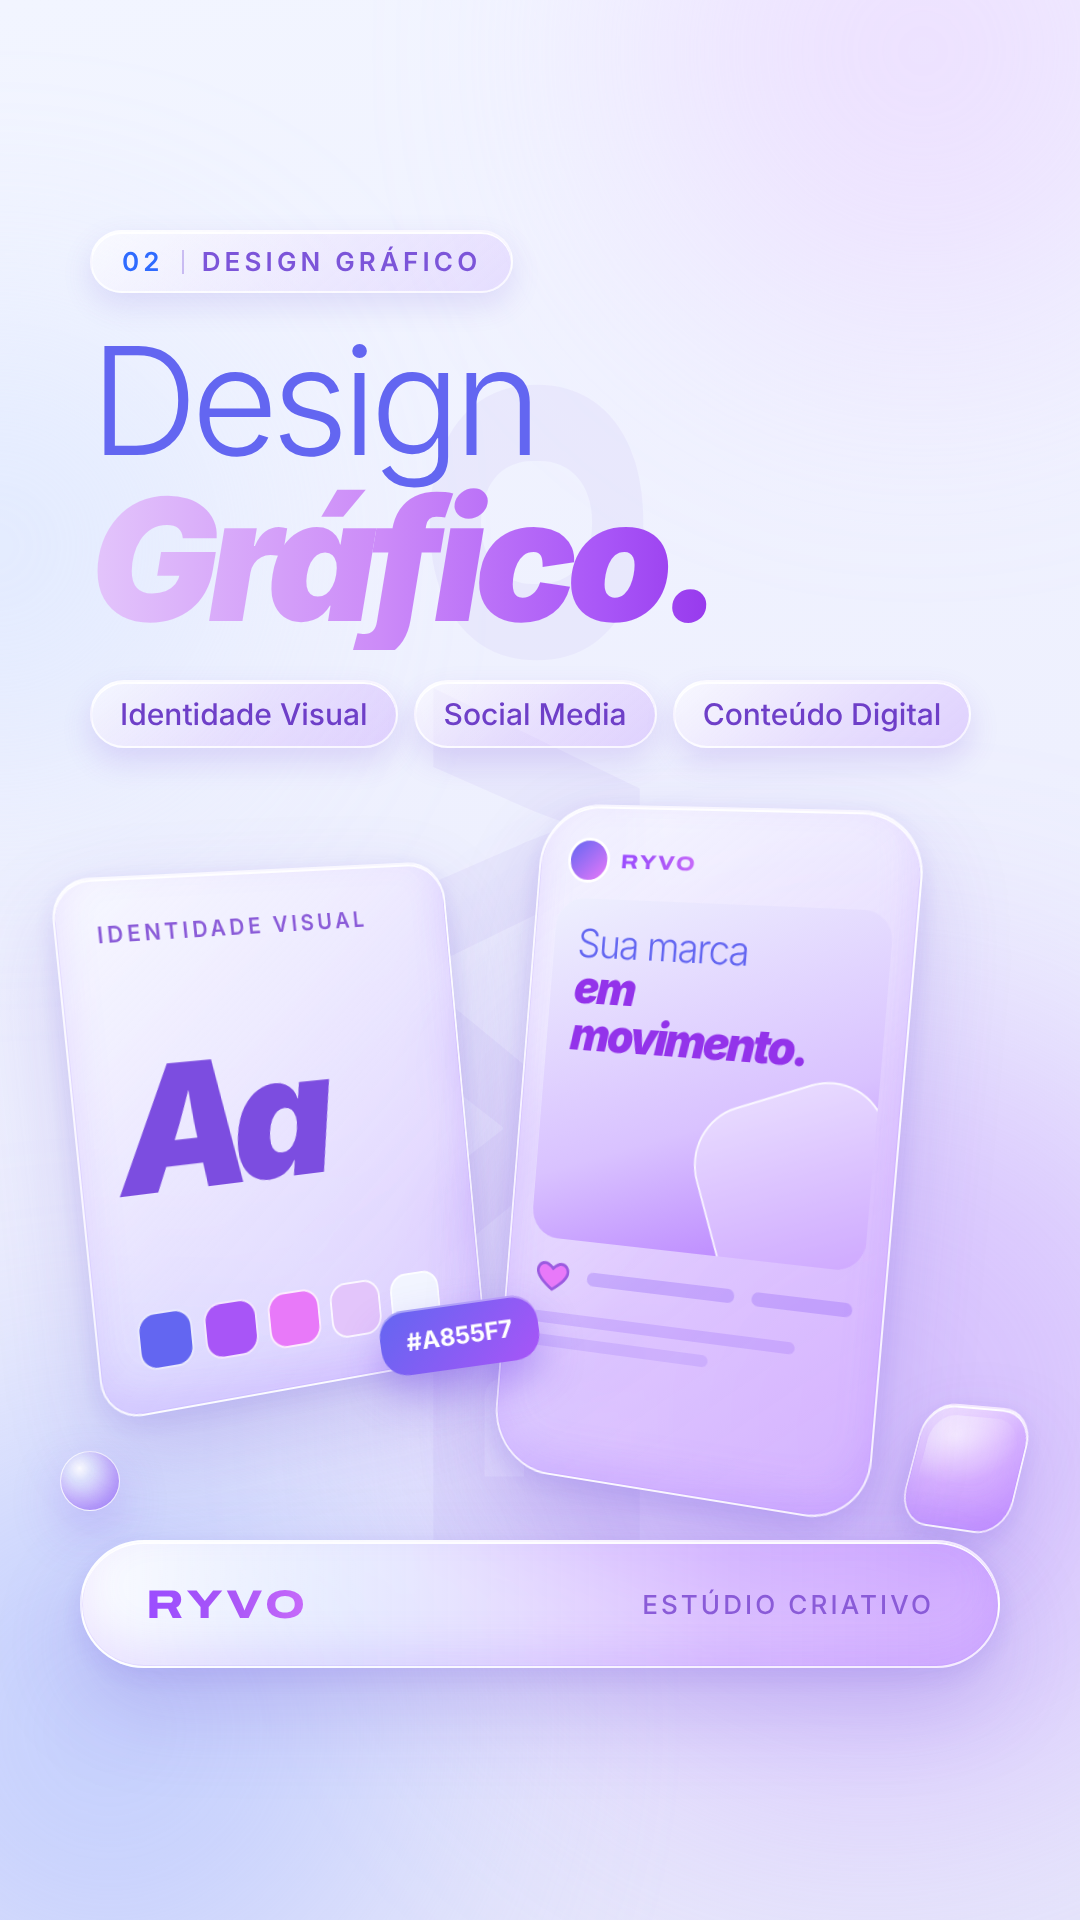 02 | DESIGN GRÁFICO
Design
Gráfico.
Identidade Visual
Social Media
Conteúdo Digital
IDENTIDADE VISUAL
Aa
#A855F7
RYVO
Sua marca
em
movimento.
RYVO
ESTÚDIO CRIATIVO